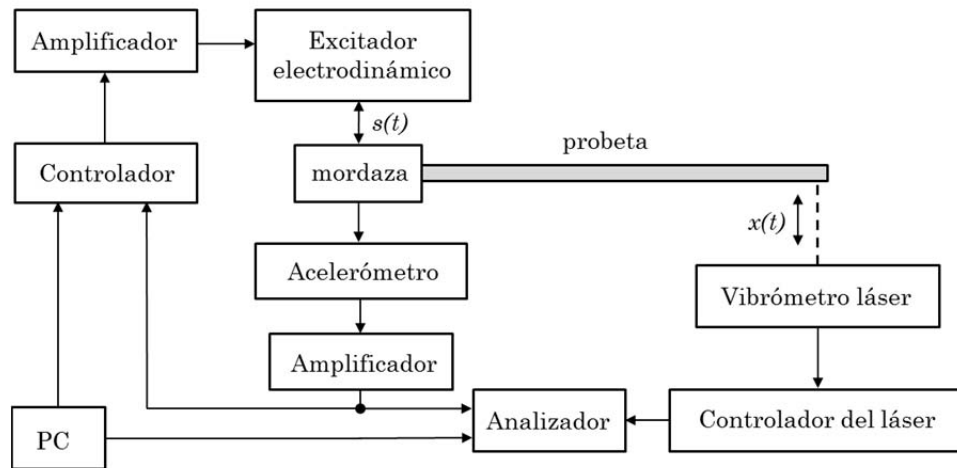 Amplificador
Excitador
electrodinámico
s(t)
probeta
Controlador
mordaza
x(t)
Acelerómetro
Vibrómetro láser
Amplificador
PC
Analizador
Controlador del láser